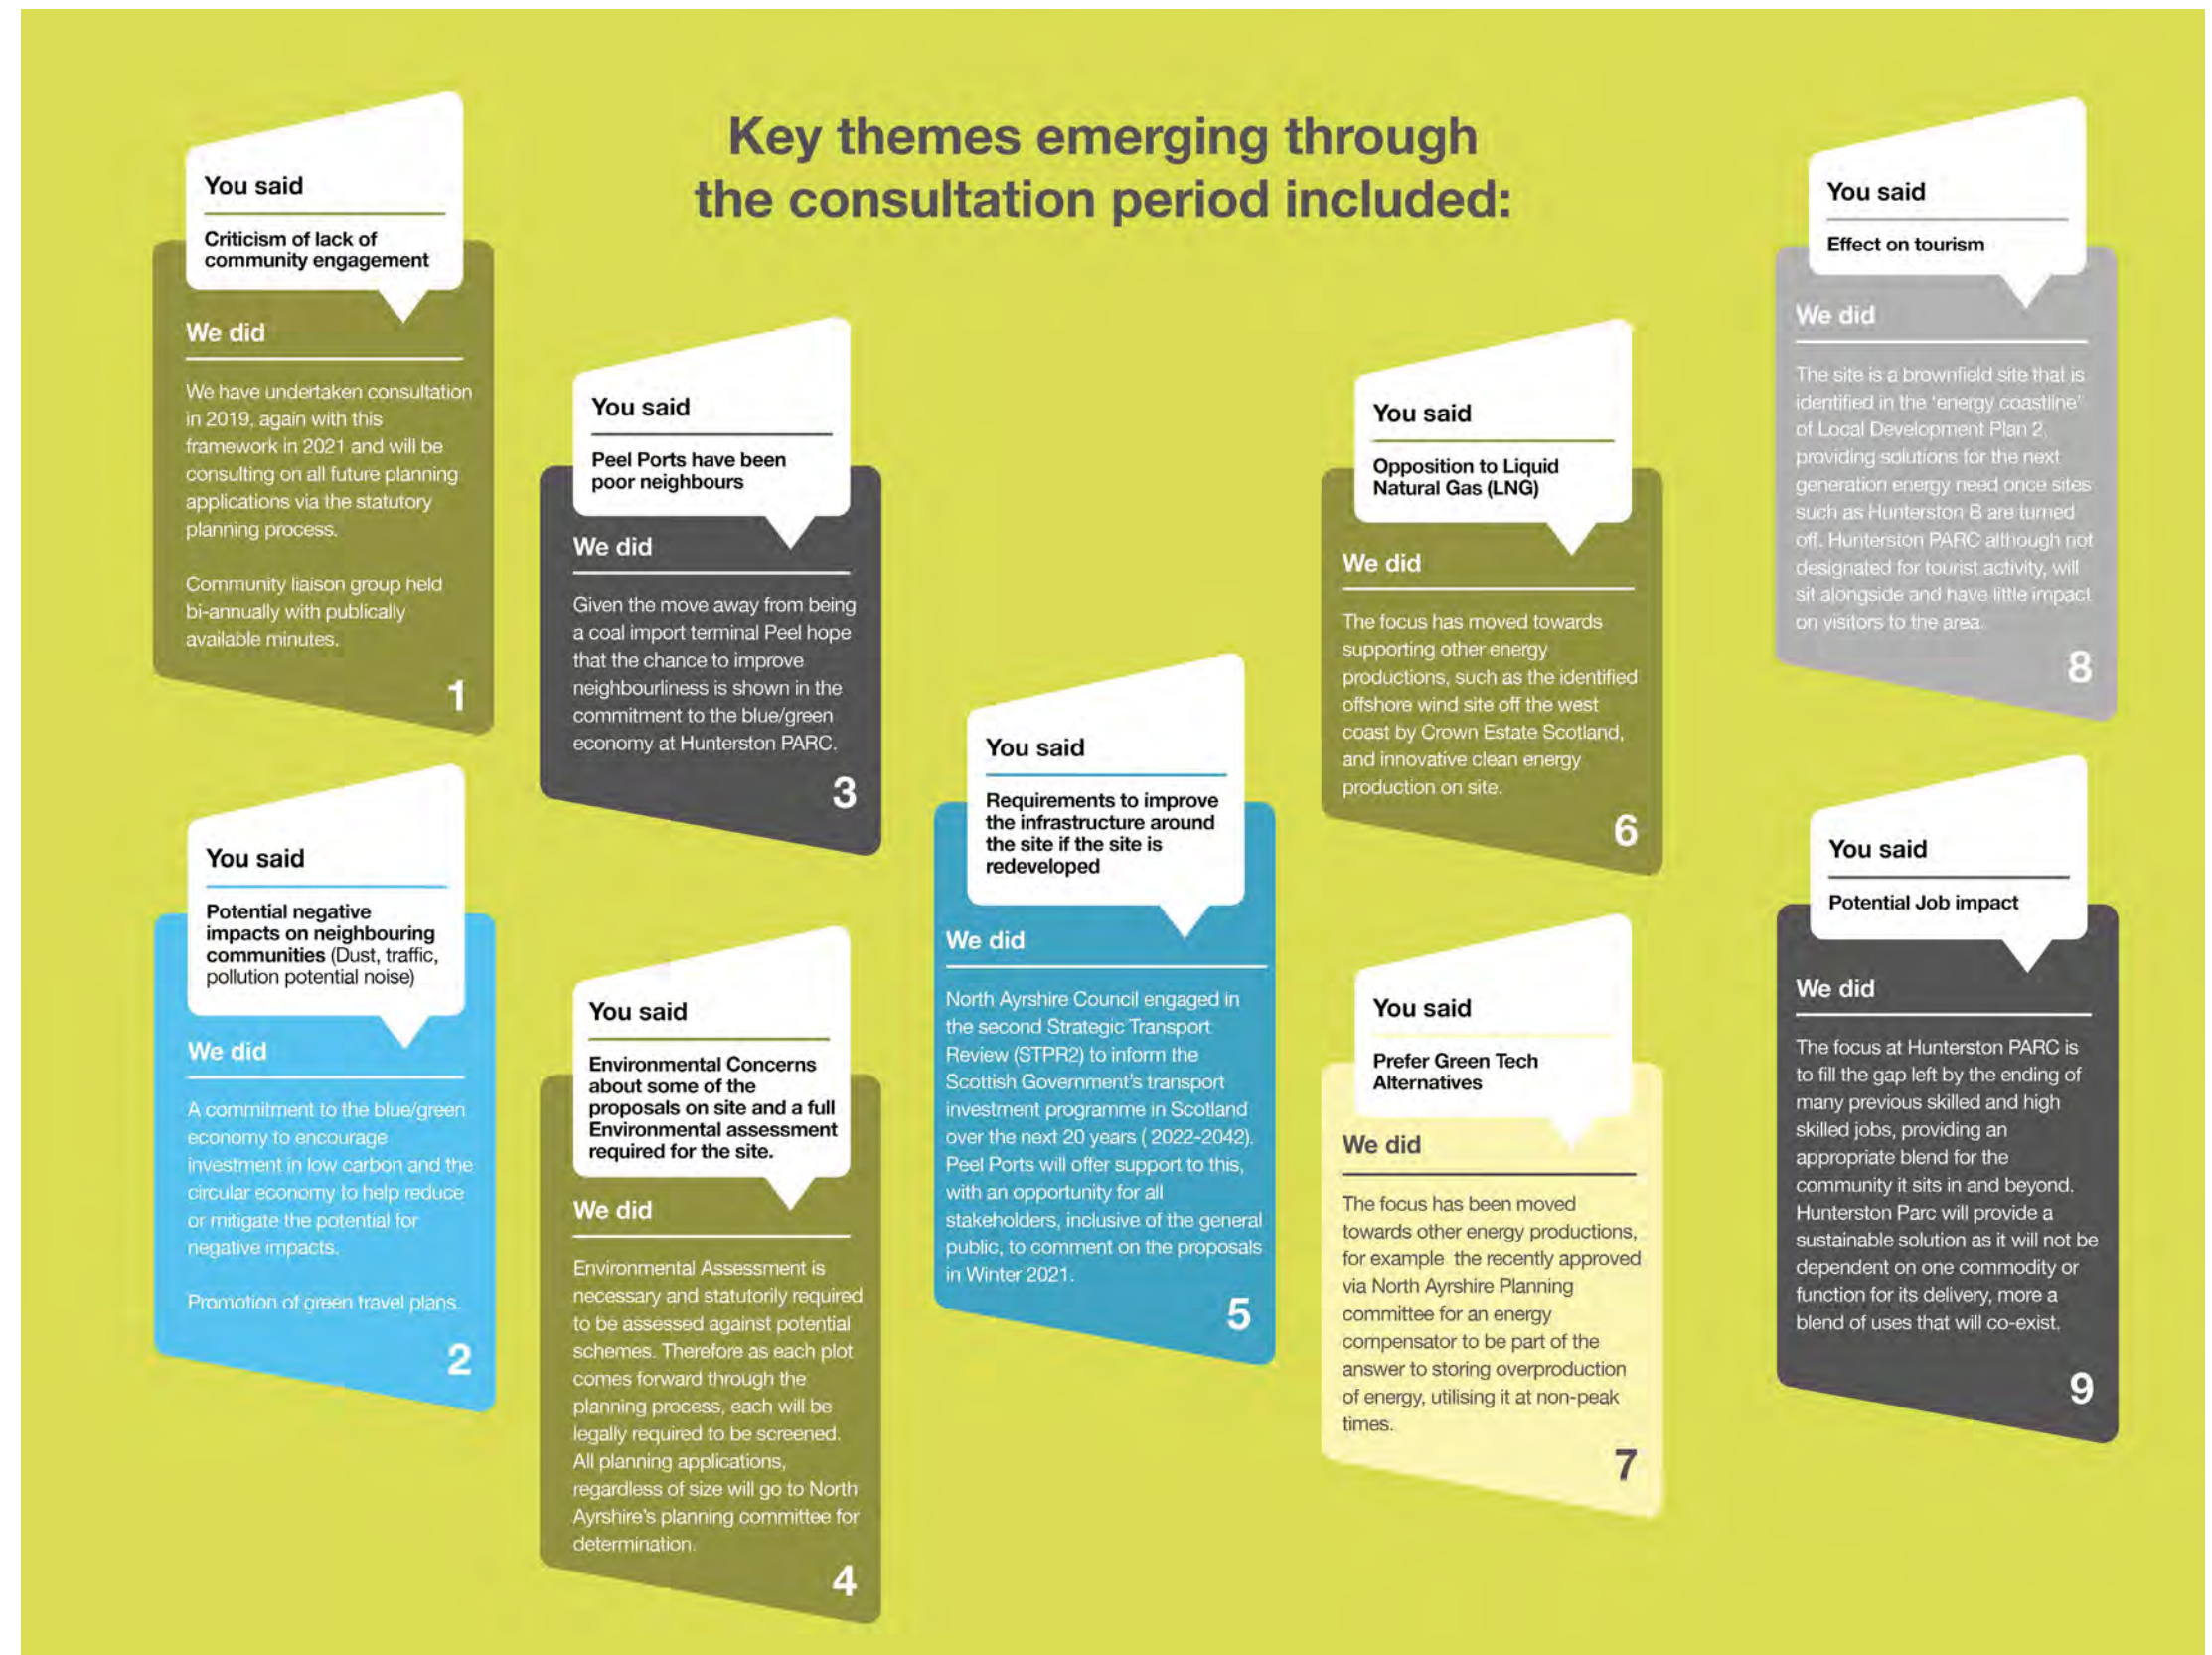 Key themes emerging through
the consultation period included:
You said
Criticism of lack of
community engagement
We did
We have undertaken consultation
in 2019, again with this
framework in 2021 and will be
consulting on all future planning
applications via the statutory
planning process.
Community liaison group held
bi-annually with publically
available minutes.
1
You said
Potential negative
impacts on neighbouring
communities (Dust, traffic,
pollution potential noise)
We did
A commitment to the blue/green
economy to encourage
investment in low carbon and the
circular economy to help reduce
or mitigate the potential for
negative impacts.
Promotion of green travel plans.
2
You said
Peel Ports have been
poor neighbours
We did
Given the move away from being
a coal import terminal Peel hope
that the chance to improve
neighbourliness is shown in the
commitment to the blue/green
economy at Hunterston PARC.
3
You said
Environmental Concerns
about some of the
proposals on site and a full
Environmental assessment
required for the site.
We did
Environmental Assessment is
necessary and statutorily required
to be assessed against potential
schemes. Therefore as each plot
comes forward through the
planning process, each will be
legally required to be screened.
All planning applications,
regardless of size will go to North
Ayrshire's planning committee for
determination.
4
You said
Requirements to improve
the infrastructure around
the site if the site is
redeveloped
We did
North Ayrshire Council engaged in
the second Strategic Transport
Review (STPR2) to inform the
Scottish Government's transport
investment programme in Scotland
over the next 20 years ( 2022-2042).
Peel Ports will offer support to this,
with an opportunity for all
stakeholders, inclusive of the general
public, to comment on the proposals
in Winter 2021.
5
You said
Opposition to Liquid
Natural Gas (LNG)
We did
The focus has moved towards
supporting other energy
productions, such as the identified
offshore wind site off the west
coast by Crown Estate Scotland,
and innovative clean energy
production on site.
6
You said
Prefer Green Tech
Alternatives
We did
The focus has been moved
towards other energy productions,
for example the recently approved
via North Ayrshire Planning
committee for an energy
compensator to be part of the
answer to storing overproduction
of energy, utilising it at non-peak
times.
7
You said
Effect on tourism
We did
The site is a brownfield site that is
identified in the 'energy coastline'
of Local Development Plan 2,
providing solutions for the next
generation energy need once sites
such as Hunterston B are turned
off. Hunterston PARC although not
designated for tourist activity, will
sit alongside and have little impact
on visitors to the area.
8
You said
Potential Job impact
We did
The focus at Hunterston PARC is
to fill the gap left by the ending of
many previous skilled and high
skilled jobs, providing an
appropriate blend for the
community it sits in and beyond.
Hunterston Parc will provide a
sustainable solution as it will not be
dependent on one commodity or
function for its delivery, more a
blend of uses that will co-exist.
9